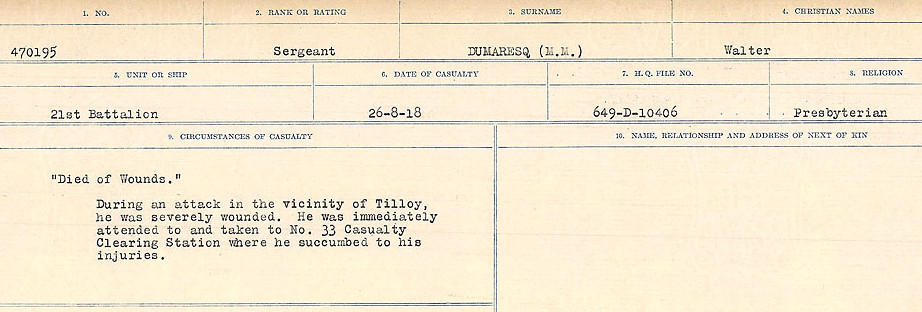 1. NO. 2. RANK OR RATING 3. SURNAME 4. CHRISTIAN NAMES
470195 Sergeant DUMARESQ (M.M.) Walter
5. UNIT OR SHIP 6. DATE OF CASUALTY 7. H.Q. FILE NO. 8. RELIGION
21st Battalion 26-8-18 649-D-10406 Presbyterian
9. CIRCUMSTANCES OF CASUALTY 10. NAME, RELATIONSHIP AND ADDRESS OF NEXT OF KIN
"Died of Wounds."
During an attack in the vicinity of Tilloy,
he was severely wounded. He was immediately
attended to and taken to No. 33 Casualty
Clearing Station where he succumbed to his
injuries.